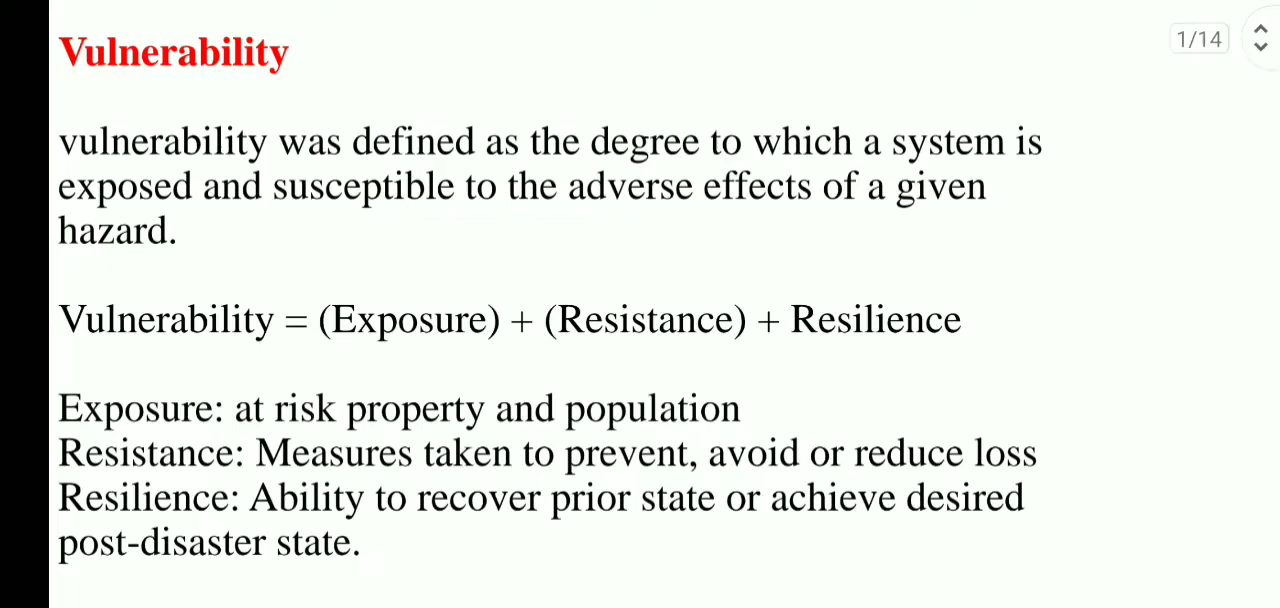 Vulnerability
1/14
vulnerability was defined as the degree to which a system is
exposed and susceptible to the adverse effects of a given
hazard.
Vulnerability = (Exposure) + (Resistance) + Resilience
Exposure: at risk property and population
Resistance: Measures taken to prevent, avoid or reduce loss
Resilience: Ability to recover prior state or achieve desired
post-disaster state.